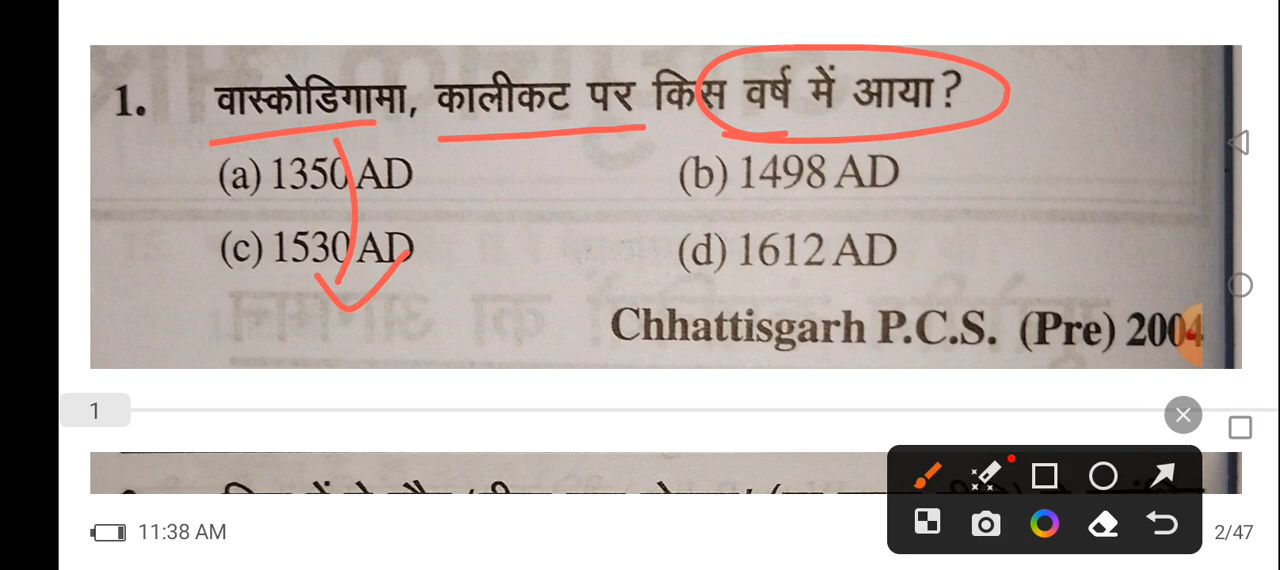 1. वास्कोडिगामा, कालीकट पर किस वर्ष में आया?
(a) 1350 AD (b) 1498 AD
(c) 1530 AD (d) 1612 AD
Chhattisgarh P.C.S. (Pre) 2004
1
11:38 AM
2/47